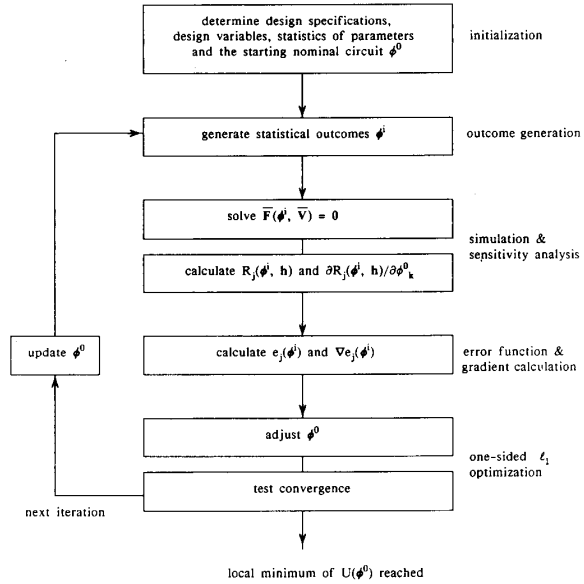 determine design specifications,
design variables, statistics of parameters
and the starting nominal circuit ϕ⁰
initialization
generate statistical outcomes ϕⁱ
outcome generation
solve F̅(ϕⁱ, V̅) = 0
simulation &
sensitivity analysis
calculate Rⱼ(ϕⁱ, h) and ∂Rⱼ(ϕⁱ, h)/∂ϕ⁰ₖ
update ϕ⁰
calculate eⱼ(ϕⁱ) and ∇eⱼ(ϕⁱ)
error function &
gradient calculation
adjust ϕ⁰
one-sided ℓ₁
optimization
test convergence
next iteration
local minimum of U(ϕ⁰) reached